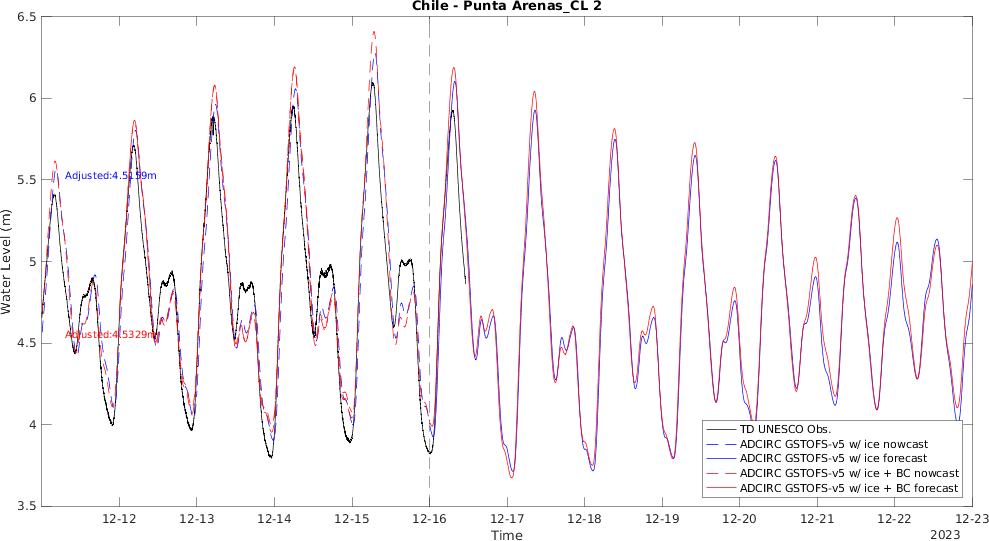 Chile - Punta Arenas_CL 2
Water Level (m)
6.5
6
5.5
5
4.5
4
3.5
Adjusted:4.5159m
Adjusted:4.5329m
TD UNESCO Obs.
ADCIRC GSTOFS-v5 w/ ice nowcast
ADCIRC GSTOFS-v5 w/ ice forecast
ADCIRC GSTOFS-v5 w/ ice + BC nowcast
ADCIRC GSTOFS-v5 w/ ice + BC forecast
12-12 12-13 12-14 12-15 12-16 12-17 12-18 12-19 12-20 12-21 12-22 12-23
Time
2023